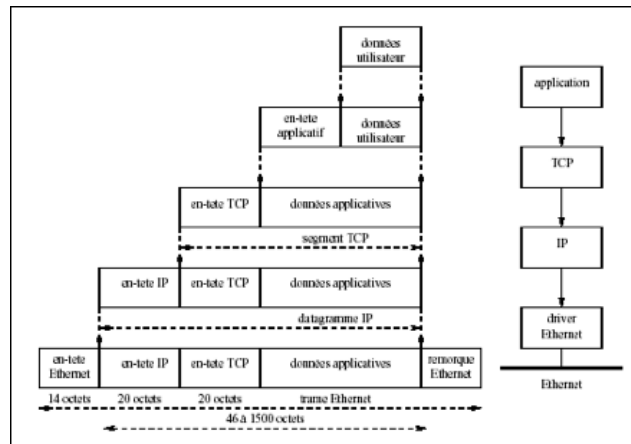 données
utilisateur
application
en-tete
applicatif
données
utilisateur
TCP
en-tete TCP
données applicatives
segment TCP
IP
en-tete IP
en-tete TCP
données applicatives
datagramme IP
driver
Ethernet
en-tete
Ethernet
en-tete IP
en-tete TCP
données applicatives
remorque
Ethernet
14 octets
20 octets
20 octets
trame Ethernet
Ethernet
46 à 1500 octets